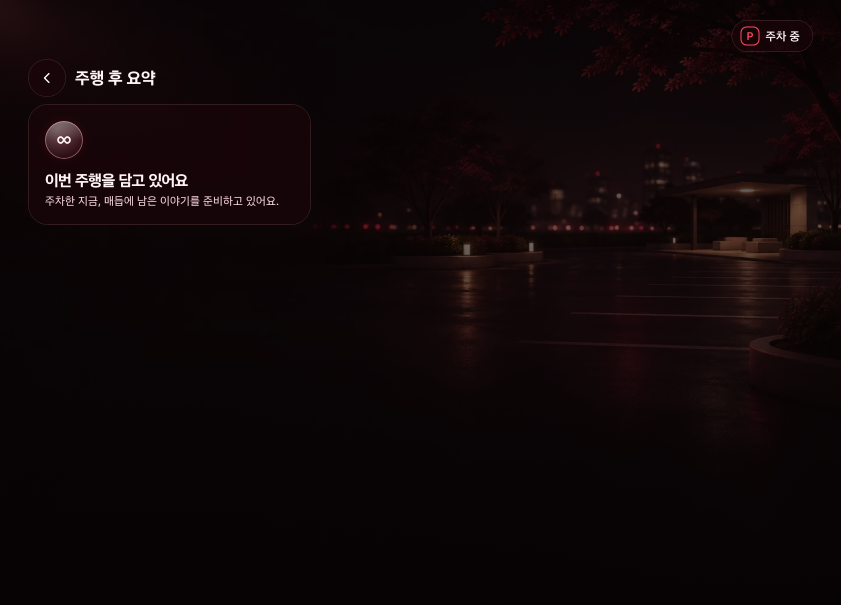 P 주차 중
주행 후 요약
∞
이번 주행을 담고 있어요
주차한 지금, 매듭에 남은 이야기를 준비하고 있어요.